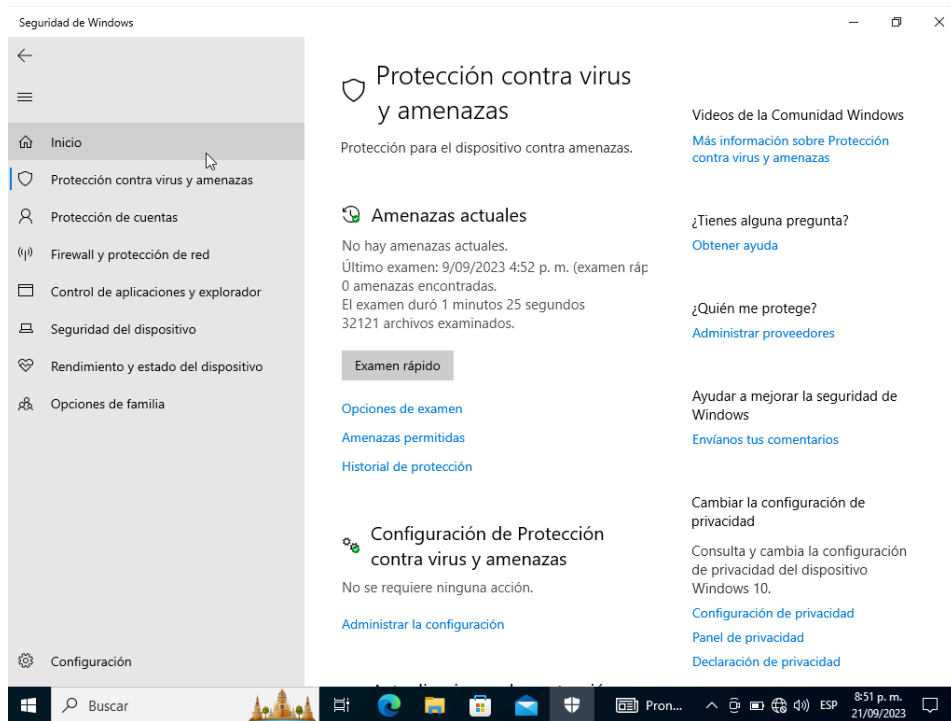 Seguridad de Windows
Inicio
Protección contra virus y amenazas
Protección de cuentas
Firewall y protección de red
Control de aplicaciones y explorador
Seguridad del dispositivo
Rendimiento y estado del dispositivo
Opciones de familia
Configuración
Protección contra virus
y amenazas
Protección para el dispositivo contra amenazas.
Amenazas actuales
No hay amenazas actuales.
Último examen: 9/09/2023 4:52 p. m. (examen ráp
0 amenazas encontradas.
El examen duró 1 minutos 25 segundos
32121 archivos examinados.
Examen rápido
Opciones de examen
Amenazas permitidas
Historial de protección
Configuración de Protección
contra virus y amenazas
No se requiere ninguna acción.
Administrar la configuración
Videos de la Comunidad Windows
Más información sobre Protección
contra virus y amenazas
¿Tienes alguna pregunta?
Obtener ayuda
¿Quién me protege?
Administrar proveedores
Ayudar a mejorar la seguridad de
Windows
Envíanos tus comentarios
Cambiar la configuración de
privacidad
Consulta y cambia la configuración
de privacidad del dispositivo
Windows 10.
Configuración de privacidad
Panel de privacidad
Declaración de privacidad
Buscar
Pron...
ESP
8:51 p. m.
21/09/2023